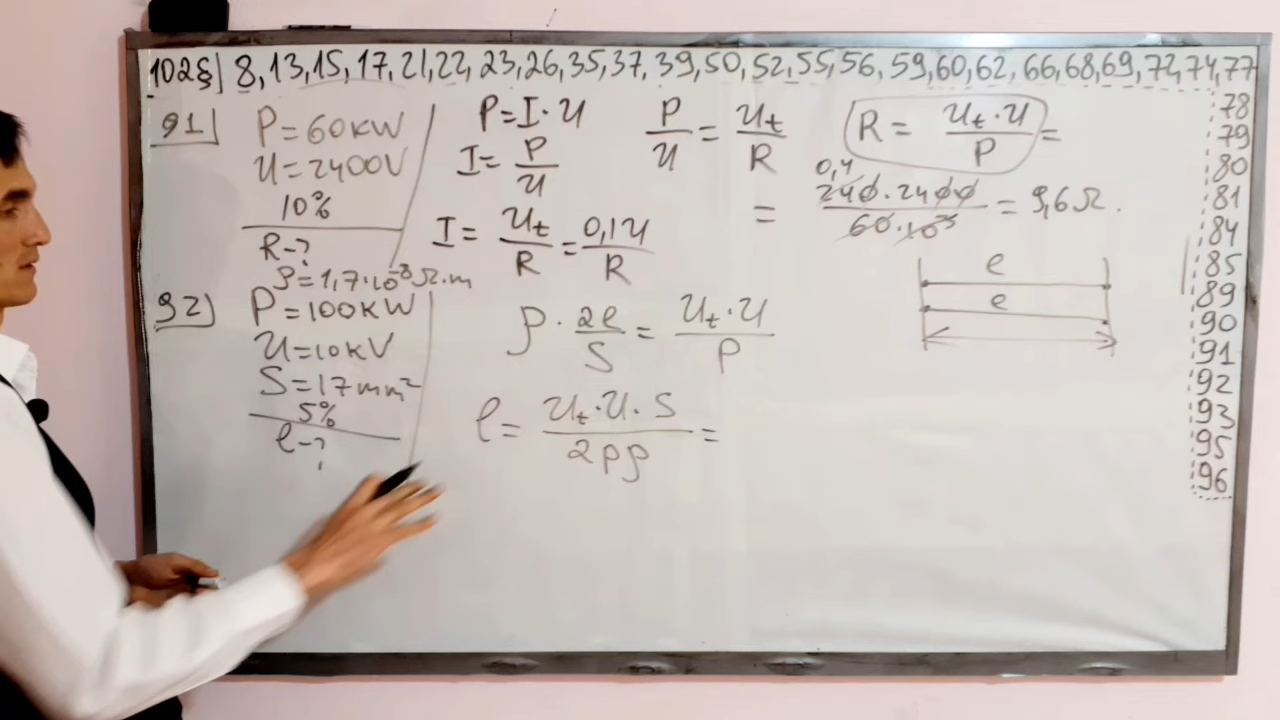 102§| 8, 13, 15, 17, 21, 22, 23, 26, 35, 37, 39, 50, 52, 55, 56, 59, 60, 62, 66, 68, 69, 72, 74, 77
78
79
80
81
84
85
89
90
91
92
93
95
96
91|
P=60KW
U=2400V
10%
R-?
P=I·U
I=P/U
I=Ut/R=0,1U/R
P/U=Ut/R
R=Ut·U/P=
=240·2400/60·10³=9,6Ω.
0,4
92)
ρ=1,7·10⁻⁸Ω·m
P=100KW
U=10KV
S=17mm²
5%
l-?
ρ·2l/S=Ut·U/P
l=Ut·U·S/2Pρ=
l
l